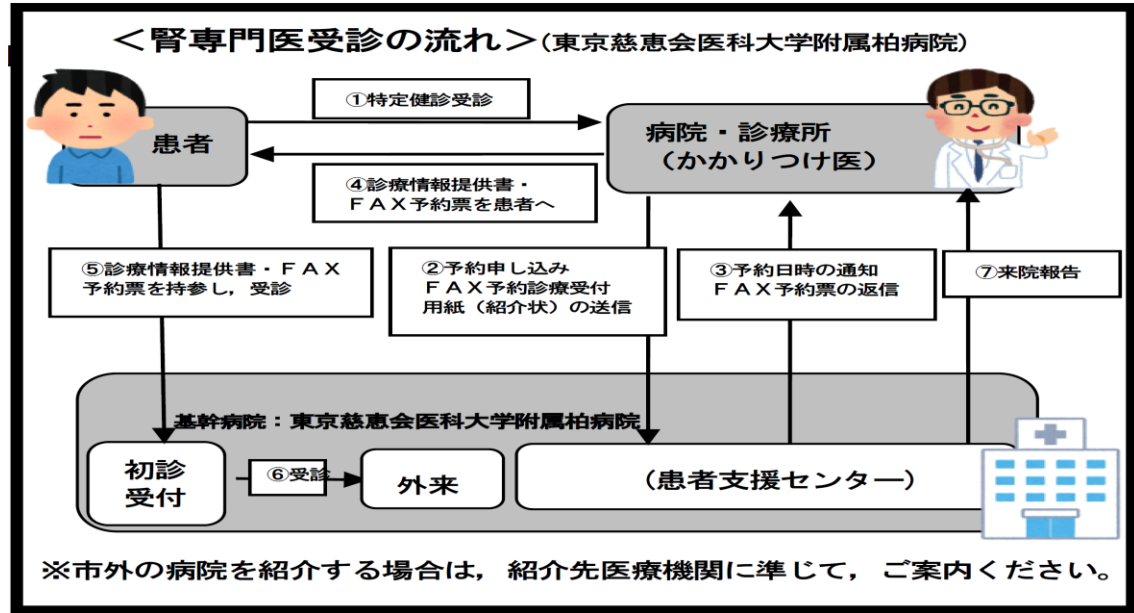 ＜腎専門医受診の流れ＞(東京慈恵会医科大学附属柏病院)
①特定健診受診
患者
病院・診療所
（かかりつけ医）
④診療情報提供書・
ＦＡＸ予約票を患者へ
⑤診療情報提供書・ＦＡＸ
予約票を持参し，受診
②予約申し込み
ＦＡＸ予約診療受付
用紙（紹介状）の送信
③予約日時の通知
ＦＡＸ予約票の返信
⑦来院報告
基幹病院：東京慈恵会医科大学附属柏病院
初診
受付
⑥受診
外来
（患者支援センター）
※市外の病院を紹介する場合は，紹介先医療機関に準じて，ご案内ください。